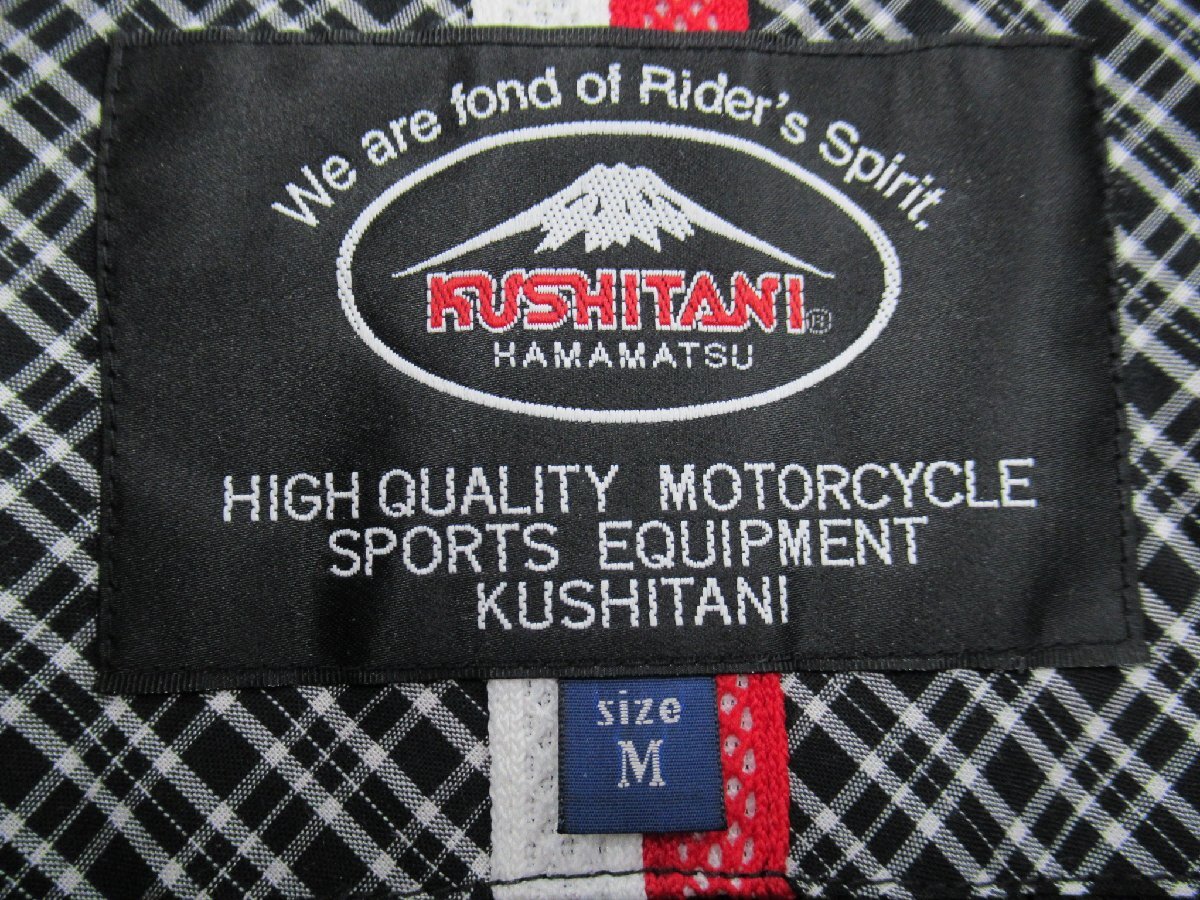 We are fond of Rider's Spirit.
KUSHITANI®
HAMAMATSU
HIGH QUALITY MOTORCYCLE
SPORTS EQUIPMENT
KUSHITANI
size
M